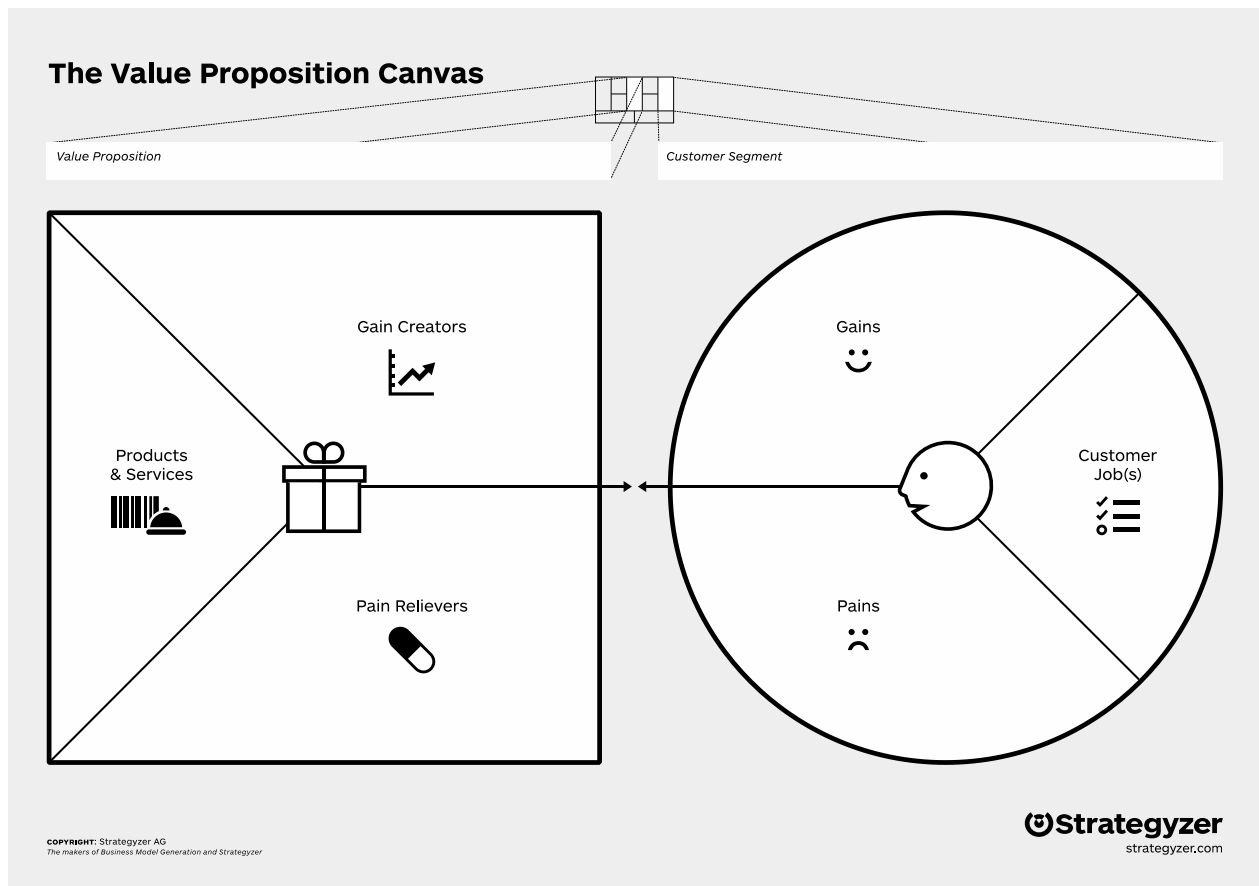 The Value Proposition Canvas
Value Proposition
Customer Segment
Gain Creators
Gains
Products
& Services
Customer
Job(s)
Pain Relievers
Pains
COPYRIGHT: Strategyzer AG
The makers of Business Model Generation and Strategyzer
Strategyzer
strategyzer.com